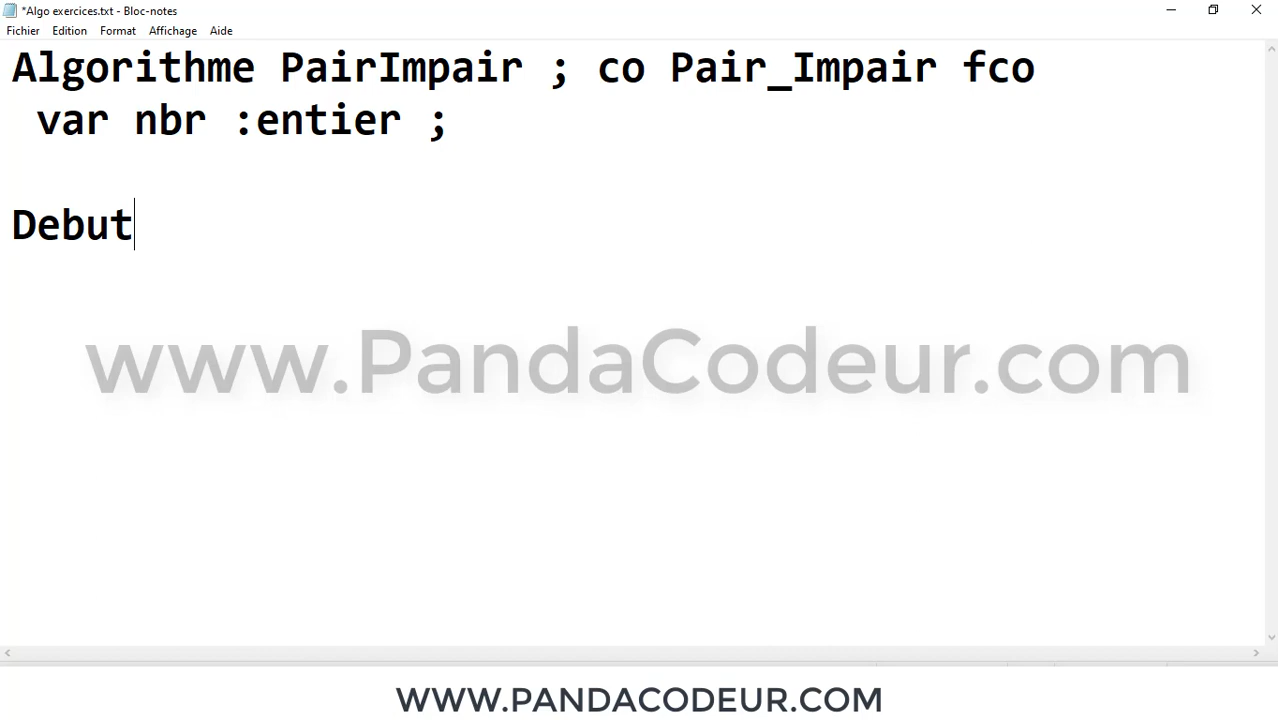 *Algo exercices.txt - Bloc-notes
Fichier Edition Format Affichage Aide
Algorithme PairImpair ; co Pair_Impair fco
var nbr :entier ;
Debut
www.PandaCodeur.com
WWW.PANDACODEUR.COM